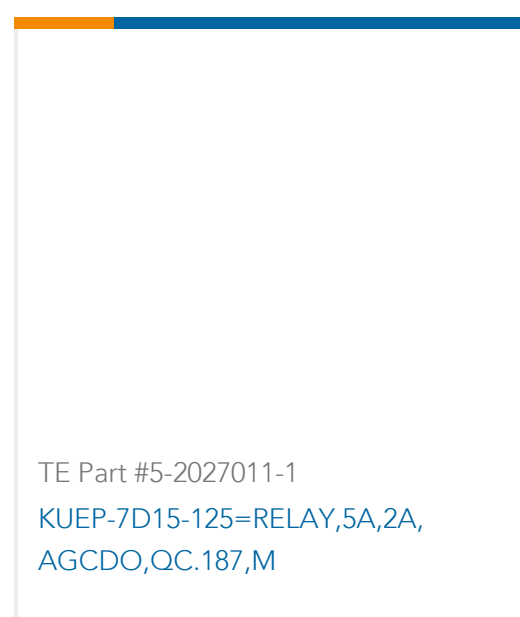 TE Part #5-2027011-1
KUEP-7D15-125=RELAY,5A,2A,
AGCDO,QC.187,M